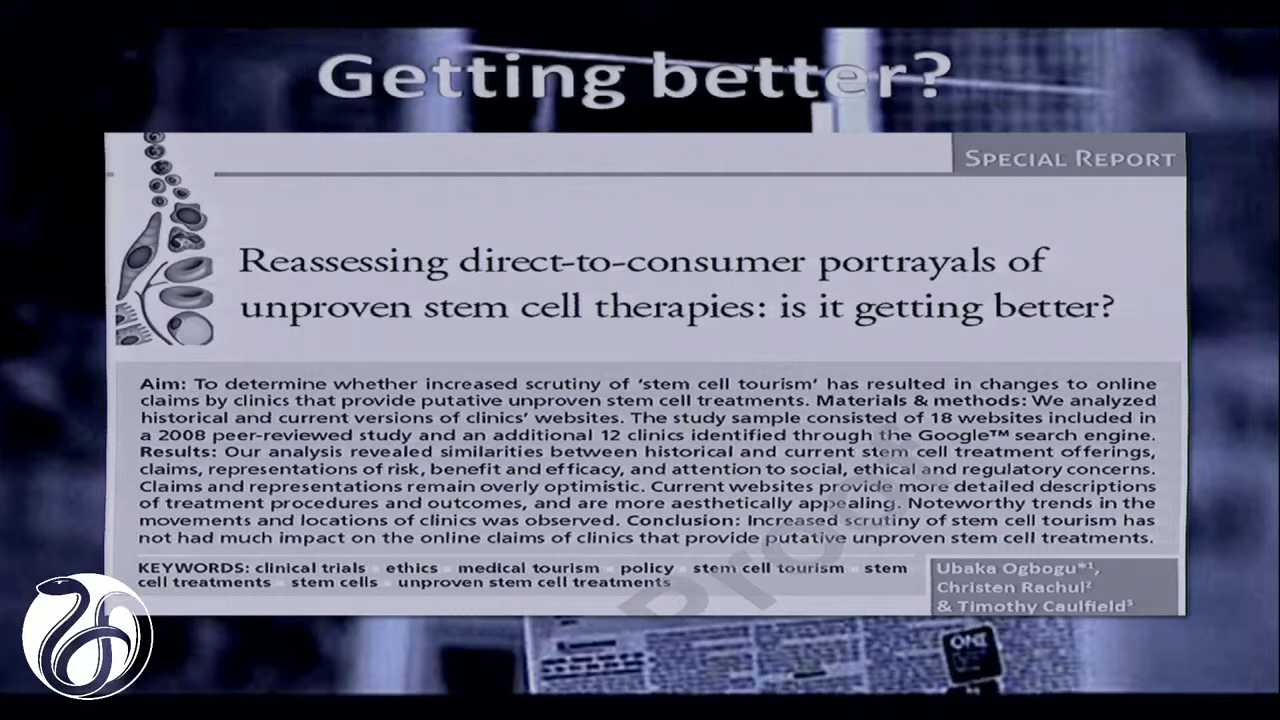 Getting better?
SPECIAL REPORT
Reassessing direct-to-consumer portrayals of
unproven stem cell therapies: is it getting better?
Aim: To determine whether increased scrutiny of ‘stem cell tourism’ has resulted in changes to online
claims by clinics that provide putative unproven stem cell treatments. Materials & methods: We analyzed
historical and current versions of clinics’ websites. The study sample consisted of 18 websites included in
a 2008 peer-reviewed study and an additional 12 clinics identified through the Google™ search engine.
Results: Our analysis revealed similarities between historical and current stem cell treatment offerings,
claims, representations of risk, benefit and efficacy, and attention to social, ethical and regulatory concerns.
Claims and representations remain overly optimistic. Current websites provide more detailed descriptions
of treatment procedures and outcomes, and are more aesthetically appealing. Noteworthy trends in the
movements and locations of clinics was observed. Conclusion: Increased scrutiny of stem cell tourism has
not had much impact on the online claims of clinics that provide putative unproven stem cell treatments.
KEYWORDS: clinical trials ▪ ethics ▪ medical tourism ▪ policy ▪ stem cell tourism ▪ stem
cell treatments ▪ stem cells ▪ unproven stem cell treatments
Ubaka Ogbogu*¹,
Christen Rachul²
& Timothy Caulfield³
Proof